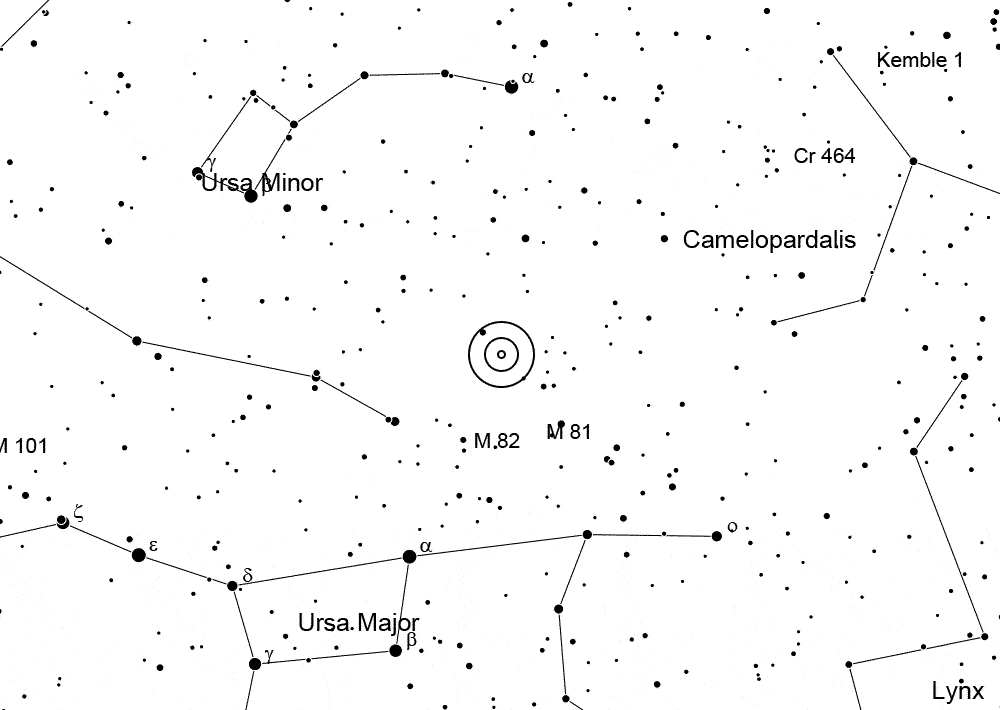 Kemble 1
α
Cr 464
γ
β
Ursa Minor
Camelopardalis
M 81
M 82
M 101
ζ
ε
ο
α
δ
Ursa Major
β
γ
Lynx